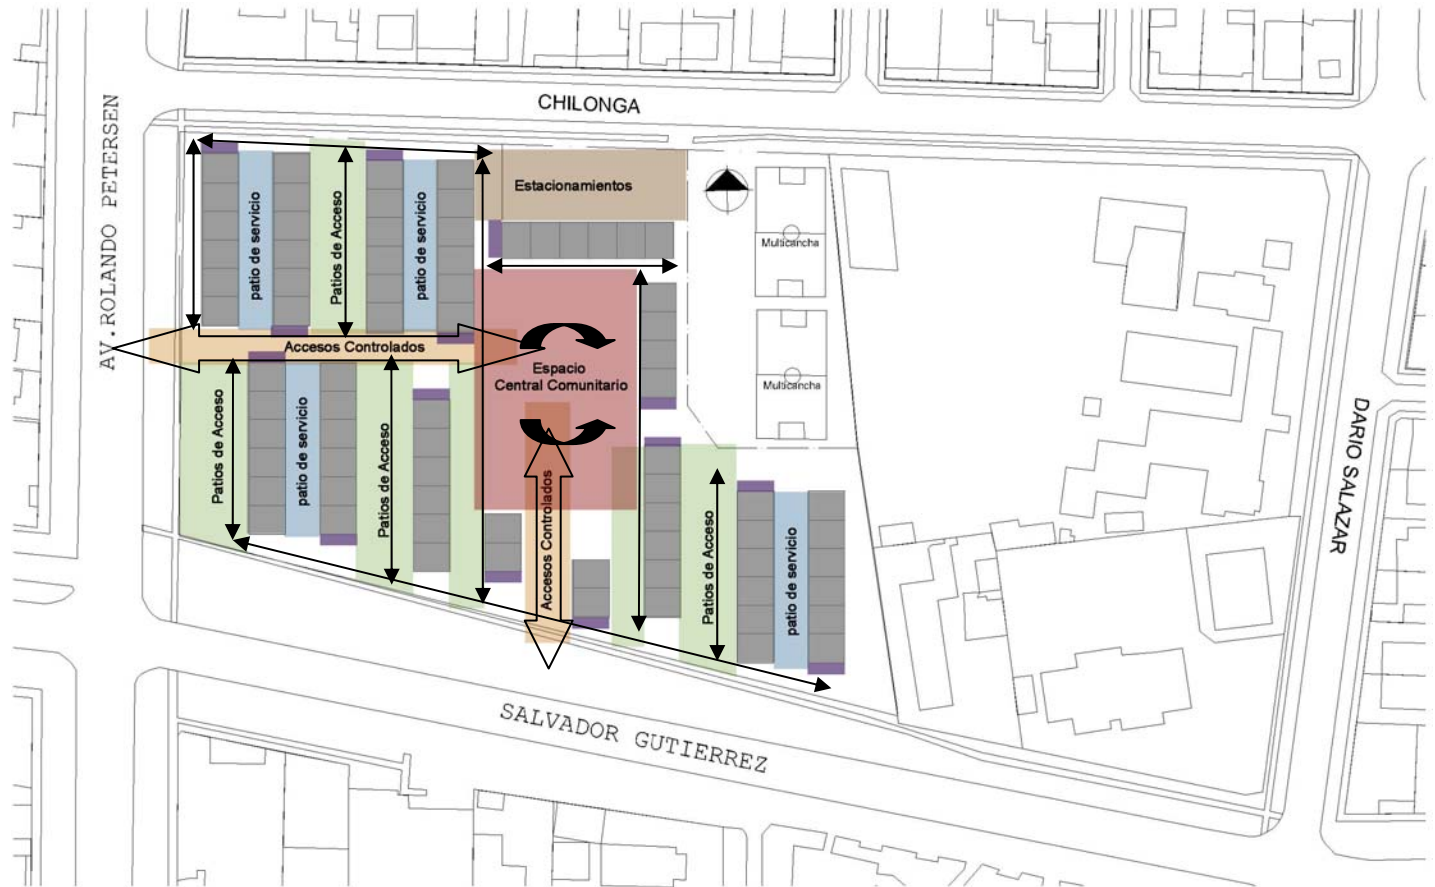 CHILONGA
AV.ROLANDO PETERSEN
Estacionamientos
patio de servicio
Patios de Acceso
patio de servicio
Multicancha
Accesos Controlados
Espacio
Central Comunitario
Multicancha
Patios de Acceso
patio de servicio
Patios de Acceso
Accesos Controlados
Patios de Acceso
patio de servicio
DARIO SALAZAR
SALVADOR GUTIERREZ